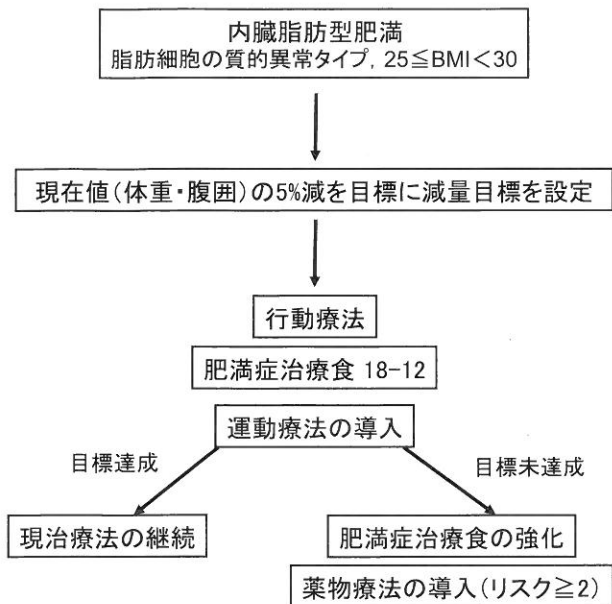 内臓脂肪型肥満
脂肪細胞の質的異常タイプ, 25≦BMI<30
現在値(体重・腹囲)の5%減を目標に減量目標を設定
行動療法
肥満症治療食 18-12
運動療法の導入
目標達成
目標未達成
現治療法の継続
肥満症治療食の強化
薬物療法の導入(リスク≧2)